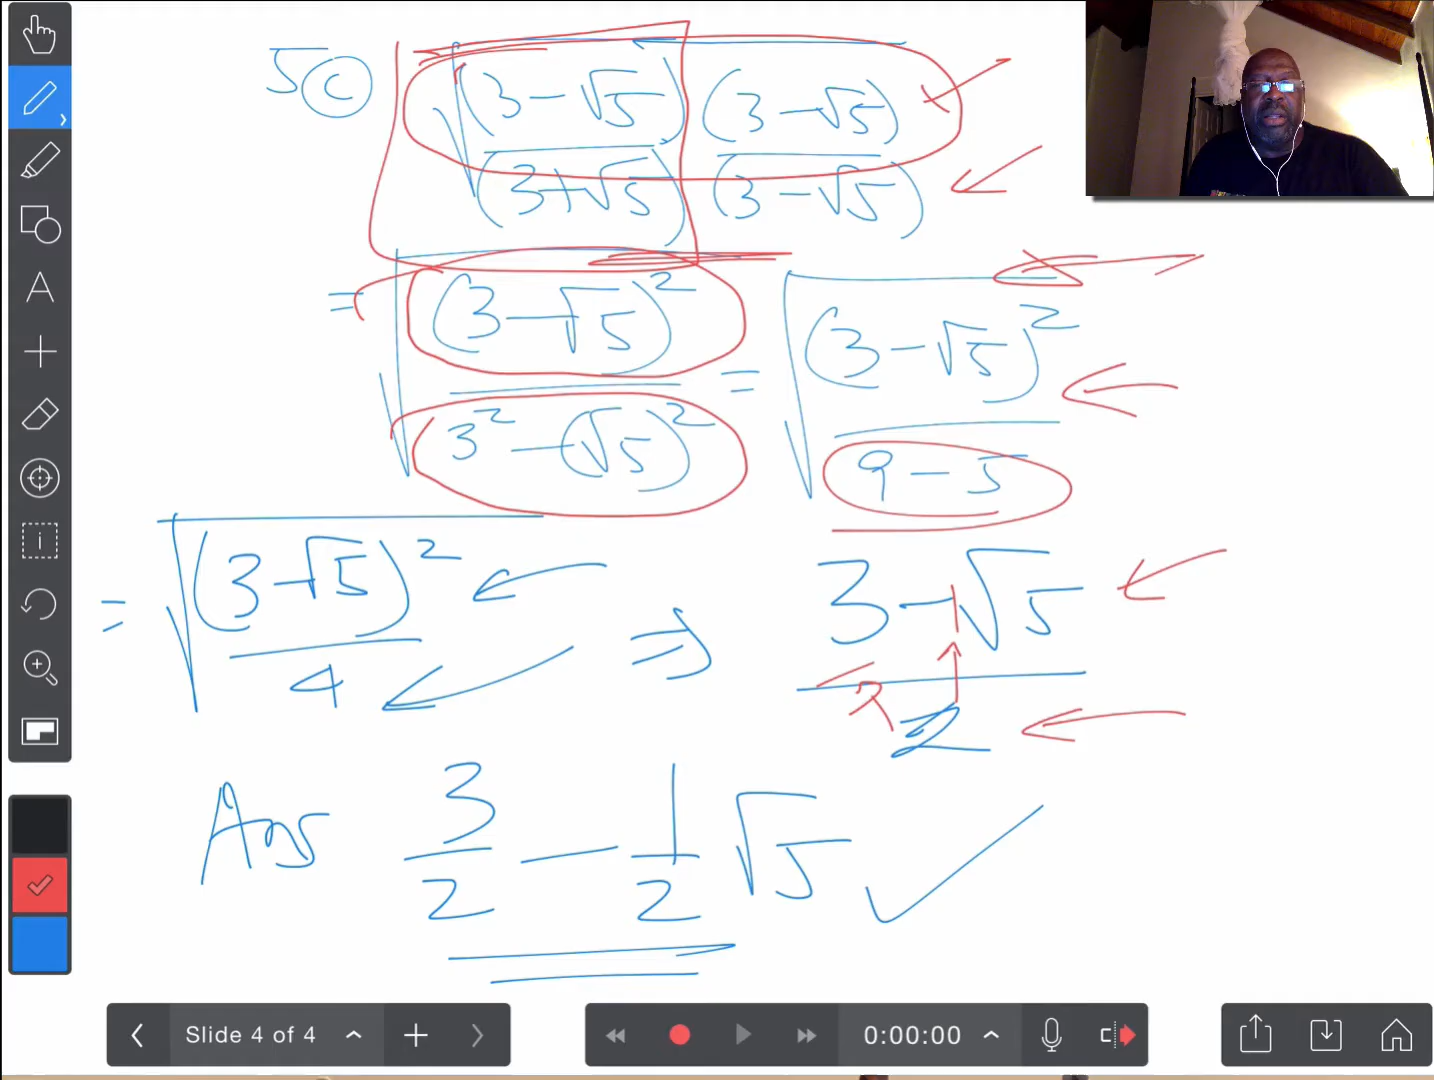 5 (c) √((3 - √5) / (3 + √5) (3 - √5) / (3 - √5))
= √((3 - √5)² / (3² - (√5)²)) = √((3 - √5)² / (9 - 5))
= √((3 - √5)² / 4) ⇒ (3 - 1√5) / 2
Ans 3/2 - 1/2 √5 ✓
A
i
Slide 4 of 4
0:00:00